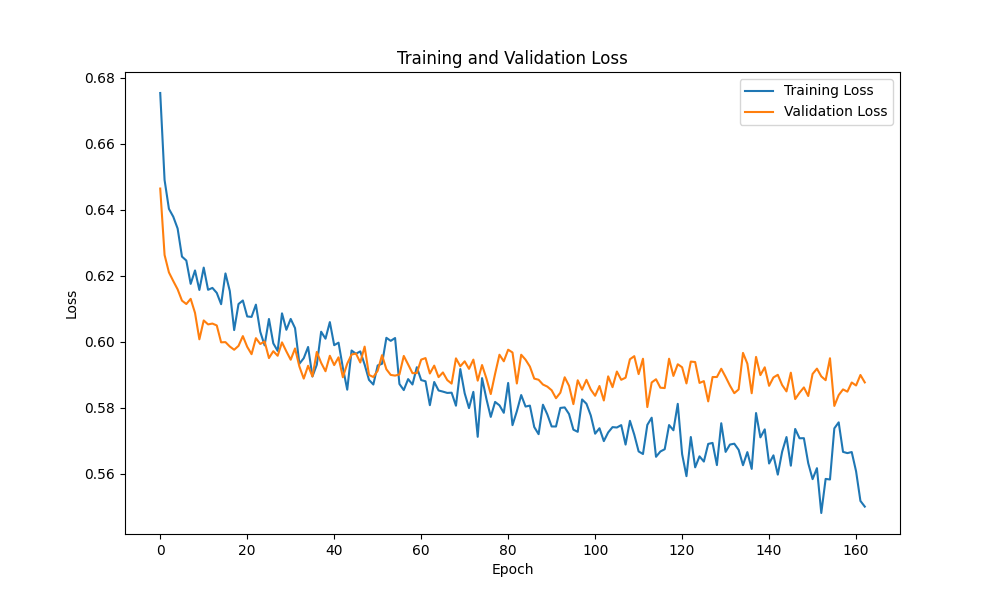 Training and Validation Loss
Training Loss
Validation Loss
0.68
0.66
0.64
0.62
0.60
0.58
0.56
Loss
0 20 40 60 80 100 120 140 160
Epoch